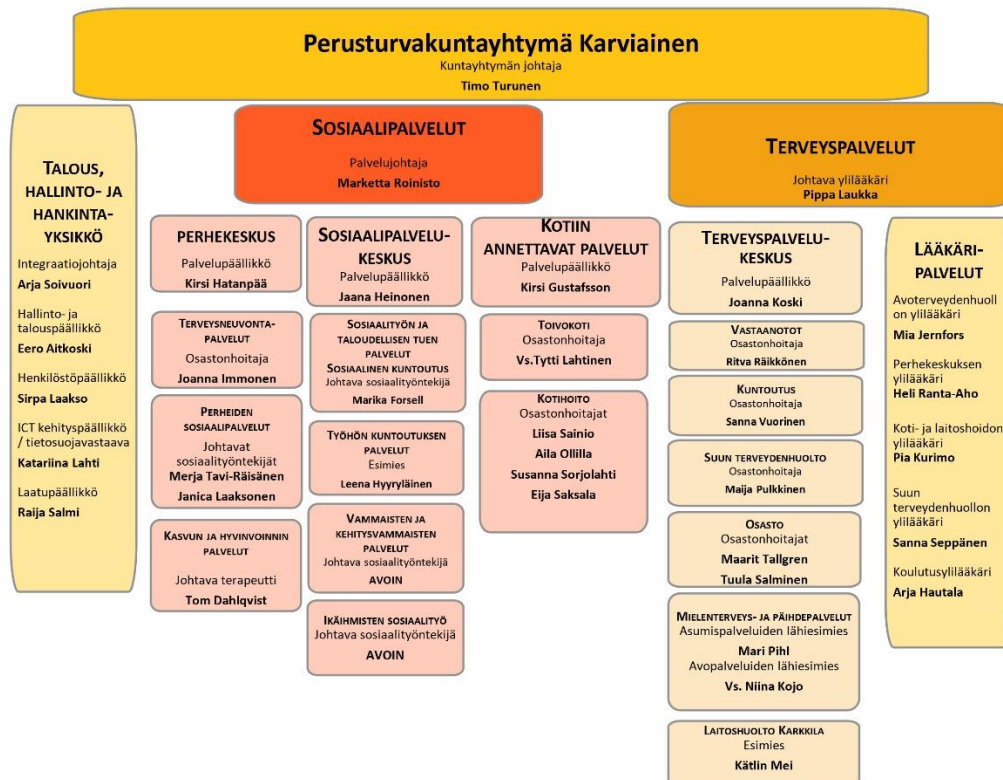 Perusturvakuntayhtymä Karviainen
Kuntayhtymän johtaja
Timo Turunen
TALOUS,
HALLINTO- JA
HANKINTA-
YKSIKKÖ
Integraatiojohtaja
Arja Soivuori
Hallinto- ja
talouspäällikkö
Eero Aitkoski
Henkilöstöpäällikkö
Sirpa Laakso
ICT kehityspäällikkö
/ tietosuojavastaava
Katariina Lahti
Laatupäällikkö
Raija Salmi
SOSIAALIPALVELUT
Palvelujohtaja
Marketta Roinisto
PERHEKESKUS
Palvelupäällikkö
Kirsi Hatanpää
TERVEYSNEUVONTA-
PALVELUT
Osastonhoitaja
Joanna Immonen
PERHEIDEN
SOSIAALIPALVELUT
Johtavat
sosiaalityöntekijät
Merja Tavi-Räisänen
Janica Laaksonen
KASVUN JA HYVINVOINNIN
PALVELUT
Johtava terapeutti
Tom Dahlqvist
SOSIAALIPALVELU-
KESKUS
Palvelupäällikkö
Jaana Heinonen
SOSIAALITYÖN JA
TALOUDELLISEN TUEN
PALVELUT
SOSIAALINEN KUNTOUTUS
Johtava sosiaalityöntekijä
Marika Forsell
TYÖHÖN KUNTOUTUKSEN
PALVELUT
Esimies
Leena Hyyryläinen
VAMMAISTEN JA
KEHITYSVAMMAISTEN
PALVELUT
Johtava sosiaalityöntekijä
AVOIN
IKÄIHMISTEN SOSIAALITYÖ
Johtava sosiaalityöntekijä
AVOIN
KOTIIN
ANNETTAVAT PALVELUT
Palvelupäällikkö
Kirsi Gustafsson
TOIVOKOTI
Osastonhoitaja
Vs.Tytti Lahtinen
KOTIHOITO
Osastonhoitajat
Liisa Sainio
Aila Ollilla
Susanna Sorjolahti
Eija Saksala
TERVEYSPALVELUT
Johtava ylilääkäri
Pippa Laukka
TERVEYSPALVELU-
KESKUS
Palvelupäällikkö
Joanna Koski
VASTAANOTOT
Osastonhoitaja
Ritva Räikkönen
KUNTOUTUS
Osastonhoitaja
Sanna Vuorinen
SUUN TERVEYDENHUOLTO
Osastonhoitaja
Maija Pulkkinen
OSASTO
Osastonhoitajat
Maarit Tallgren
Tuula Salminen
MIELENTERVEYS- JA PÄIHDEPALVELUT
Asumispalveluiden lähiesimies
Mari Pihl
Avopalveluiden lähiesimies
Vs. Niina Kojo
LAITOSHUOLTO KARKKILA
Esimies
Kätlin Mei
LÄÄKÄRI-
PALVELUT
Avoterveydenhuoll
on ylilääkäri
Mia Jernfors
Perhekeskuksen
ylilääkäri
Heli Ranta-Aho
Koti- ja laitoshoidon
ylilääkäri
Pia Kurimo
Suun
terveydenhuollon
ylilääkäri
Sanna Seppänen
Koulutusylilääkäri
Arja Hautala